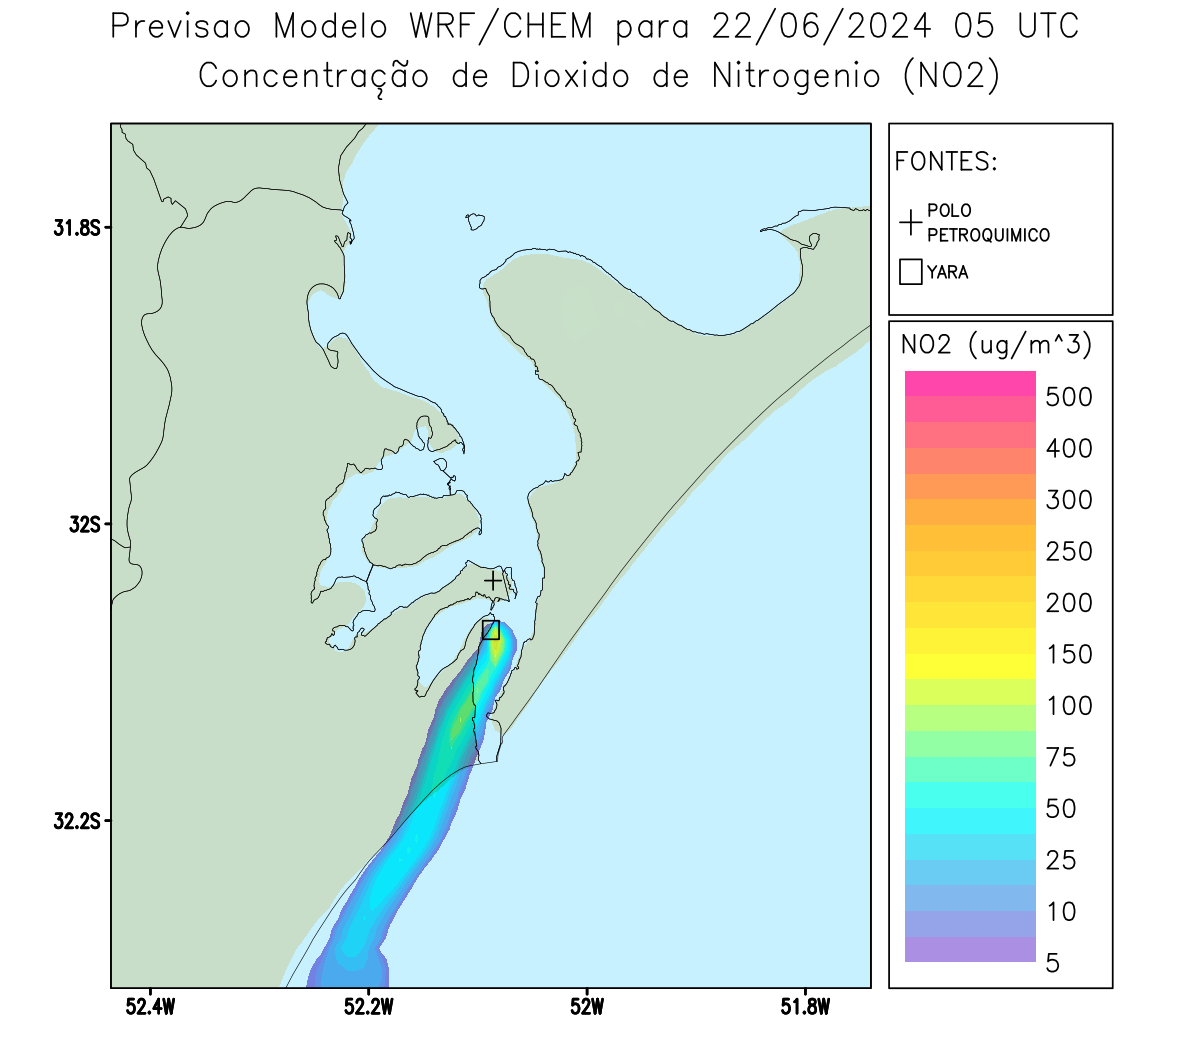 Previsao Modelo WRF/CHEM para 22/06/2024 05 UTC
Concentração de Dioxido de Nitrogenio (NO2)
FONTES:
POLO
PETROQUIMICO
YARA
NO2 (ug/m^3)
500
400
300
250
200
150
100
75
50
25
10
5
31.8S
32S
32.2S
52.4W
52.2W
52W
51.8W